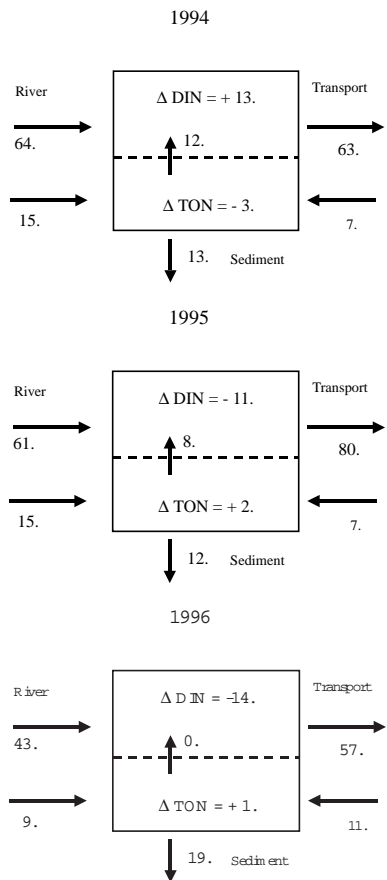 1994
River
Transport
Δ DIN = + 13.
64.
12.
63.
Δ TON = - 3.
15.
7.
13. Sediment
1995
River
Transport
Δ DIN = - 11.
61.
8.
80.
Δ TON = + 2.
15.
7.
12. Sediment
1996
River
Transport
Δ DIN = -14.
43.
0.
57.
Δ TON = + 1.
9.
11.
19. Sediment